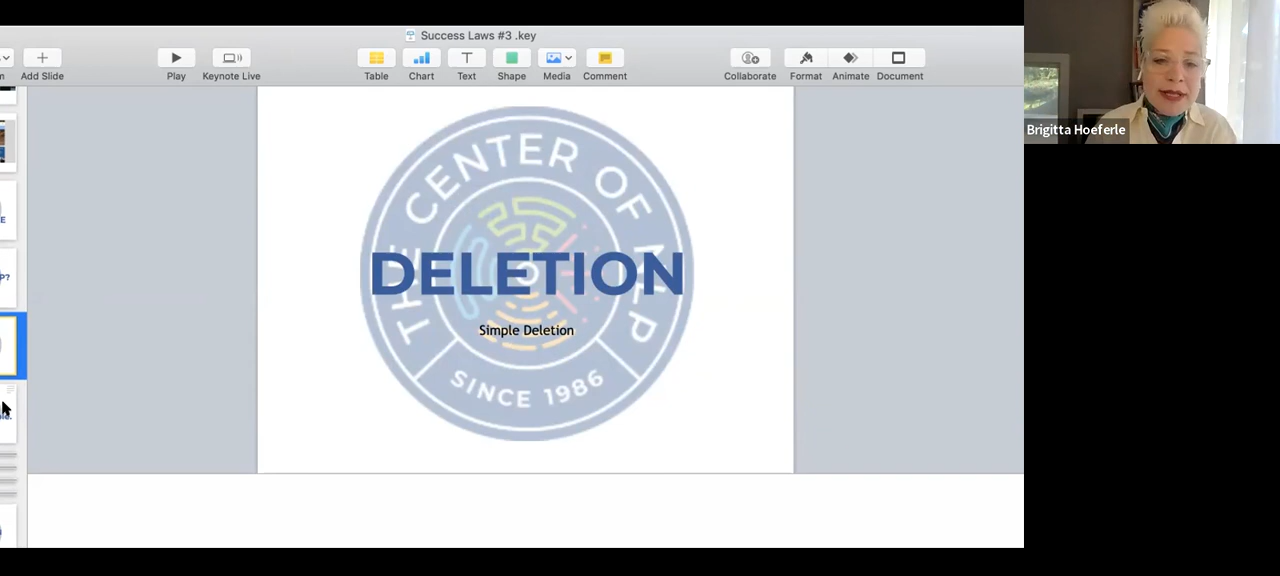 Success Laws #3 .key
Add Slide
Play
Keynote Live
Table
Chart
Text
Shape
Media
Comment
Collaborate
Format
Animate
Document
Brigitta Hoeferle
THE CENTER OF NLP
DELETION
Simple Deletion
SINCE 1986
E
P?